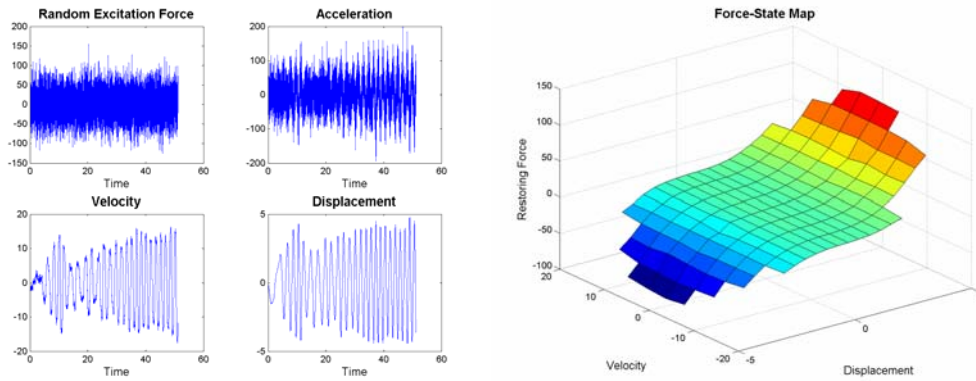 Random Excitation Force
200
150
100
50
0
-50
-100
-150
0 20 40 60
Time
Acceleration
200
100
0
-100
-200
0 20 40 60
Time
Velocity
20
10
0
-10
-20
0 20 40 60
Time
Displacement
5
0
-5
0 20 40 60
Time
Force-State Map
Restoring Force
150
100
50
0
-50
-100
20
10
0
-10
-20
Velocity
-5
0
Displacement